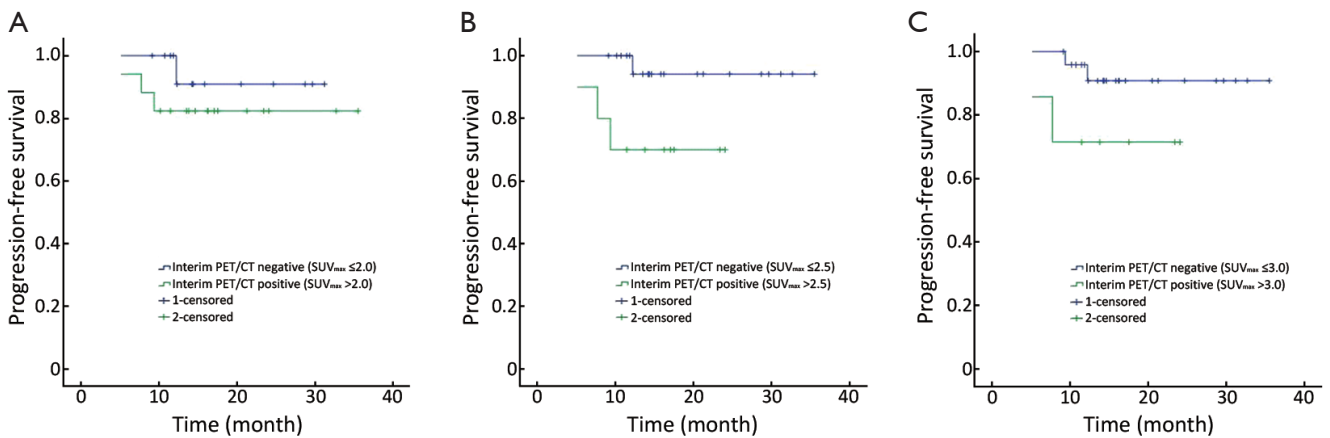 A
Progression-free survival
1.0
0.8
0.6
0.4
0.2
0
Interim PET/CT negative (SUVmax ≤2.0)
Interim PET/CT positive (SUVmax >2.0)
1-censored
2-censored
0 10 20 30 40
Time (month)
B
Progression-free survival
1.0
0.8
0.6
0.4
0.2
0
Interim PET/CT negative (SUVmax ≤2.5)
Interim PET/CT positive (SUVmax >2.5)
1-censored
2-censored
0 10 20 30 40
Time (month)
C
Progression-free survival
1.0
1.0
0.6
0.4
0.2
0
Interim PET/CT negative (SUVmax ≤3.0)
Interim PET/CT positive (SUVmax >3.0)
1-censored
2-censored
0 10 20 30 40
Time (month)